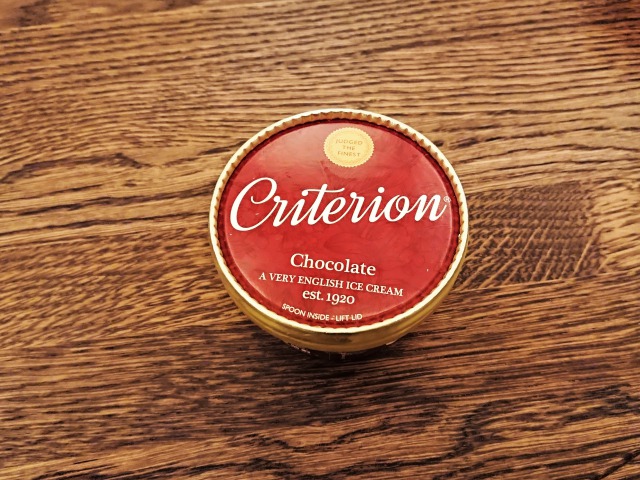 JUDGED
THE
FINEST
Criterion®
Chocolate
A VERY ENGLISH ICE CREAM
est. 1920
SPOON INSIDE - LIFT LID